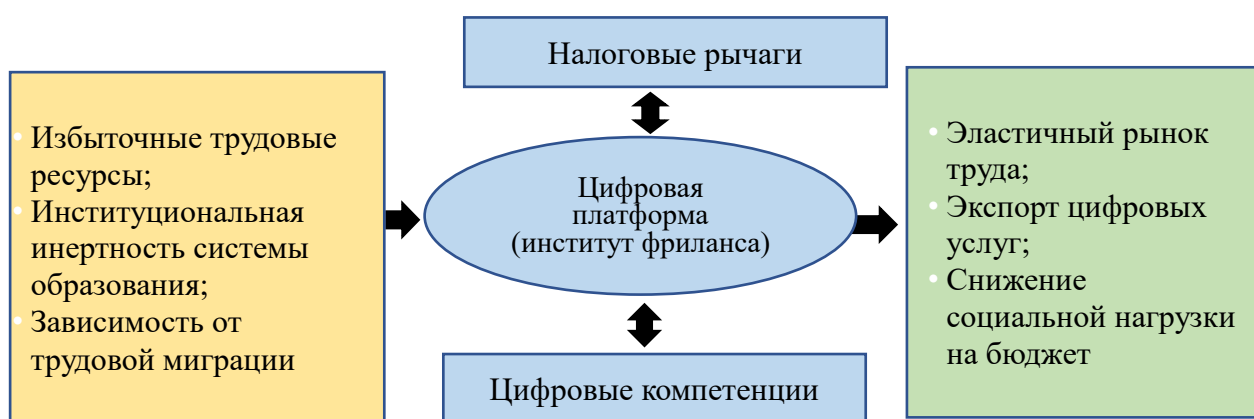 Налоговые рычаги
• Избыточные трудовые
ресурсы;
• Институциональная
инертность системы
образования;
• Зависимость от
трудовой миграции
Цифровая
платформа
(институт фриланса)
• Эластичный рынок
труда;
• Экспорт цифровых
услуг;
• Снижение
социальной нагрузки
на бюджет
Цифровые компетенции